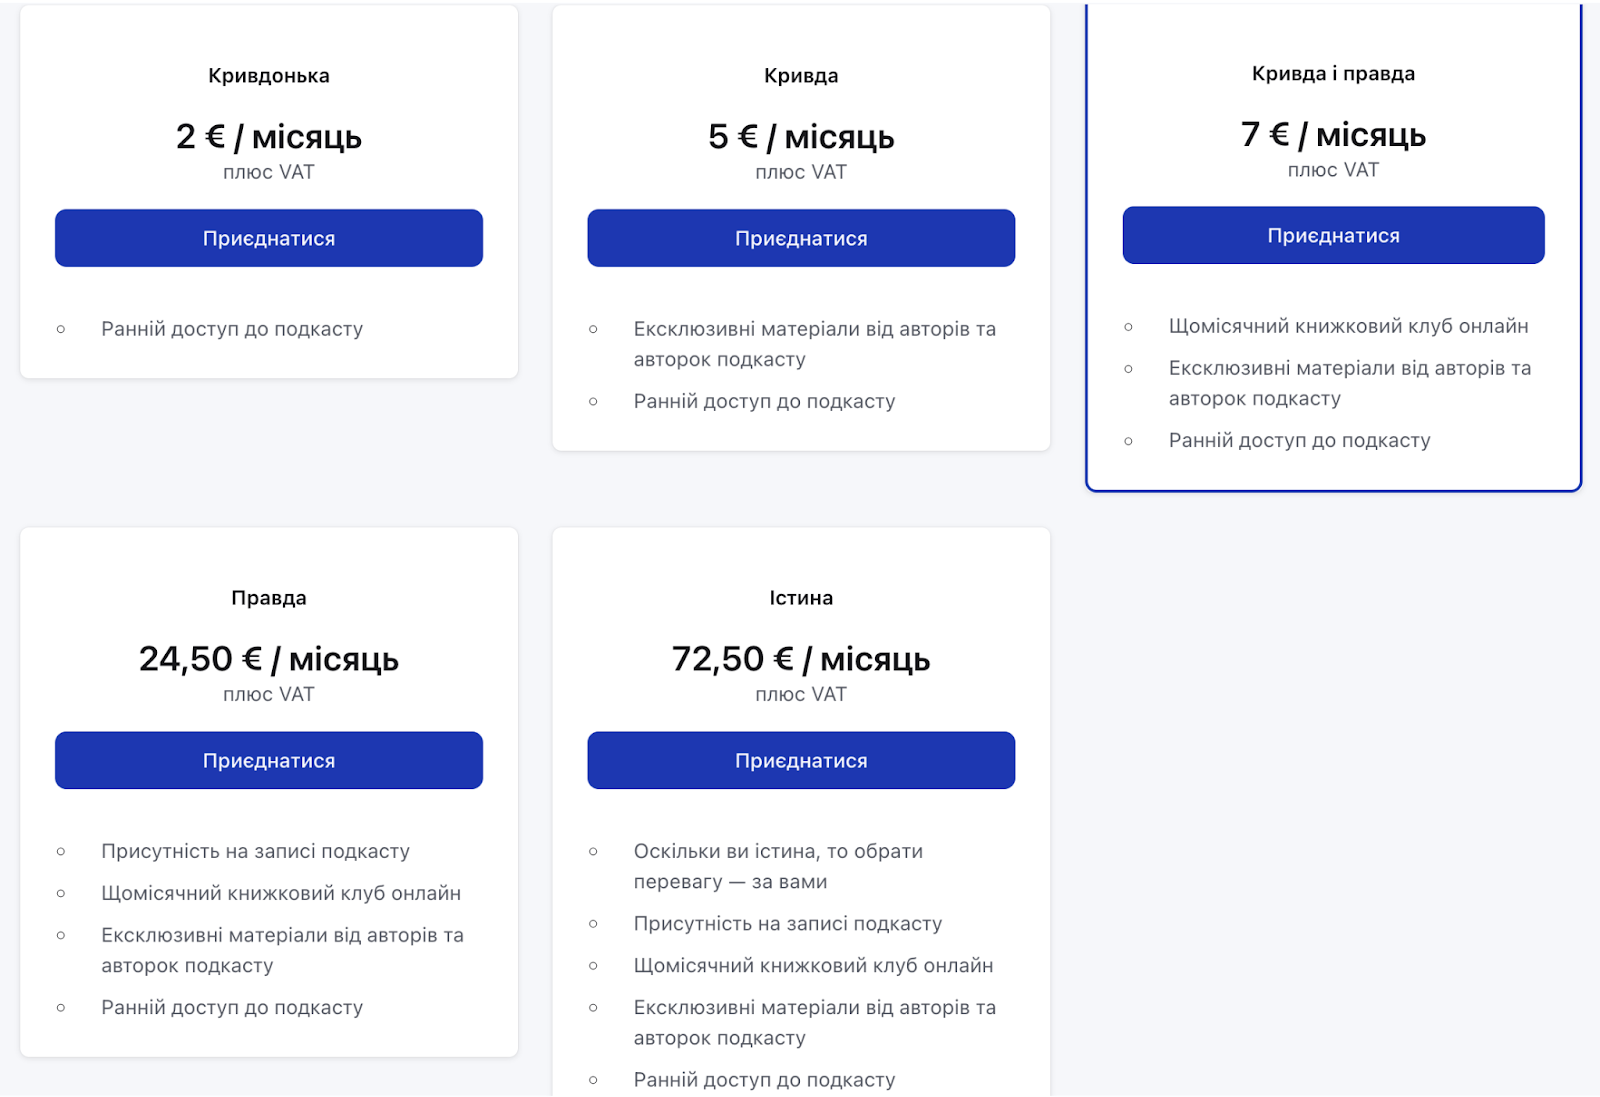 Кривдонька
2 € / місяць
плюс VAT
Приєднатися
Ранній доступ до подкасту
Кривда
5 € / місяць
плюс VAT
Приєднатися
Ексклюзивні матеріали від авторів та
авторок подкасту
Ранній доступ до подкасту
Кривда і правда
7 € / місяць
плюс VAT
Приєднатися
Щомісячний книжковий клуб онлайн
Ексклюзивні матеріали від авторів та
авторок подкасту
Ранній доступ до подкасту
Правда
24,50 € / місяць
плюс VAT
Приєднатися
Присутність на записі подкасту
Щомісячний книжковий клуб онлайн
Ексклюзивні матеріали від авторів та
авторок подкасту
Ранній доступ до подкасту
Істина
72,50 € / місяць
плюс VAT
Приєднатися
Оскільки ви істина, то обрати
перевагу — за вами
Присутність на записі подкасту
Щомісячний книжковий клуб онлайн
Ексклюзивні матеріали від авторів та
авторок подкасту
Ранній доступ до подкасту